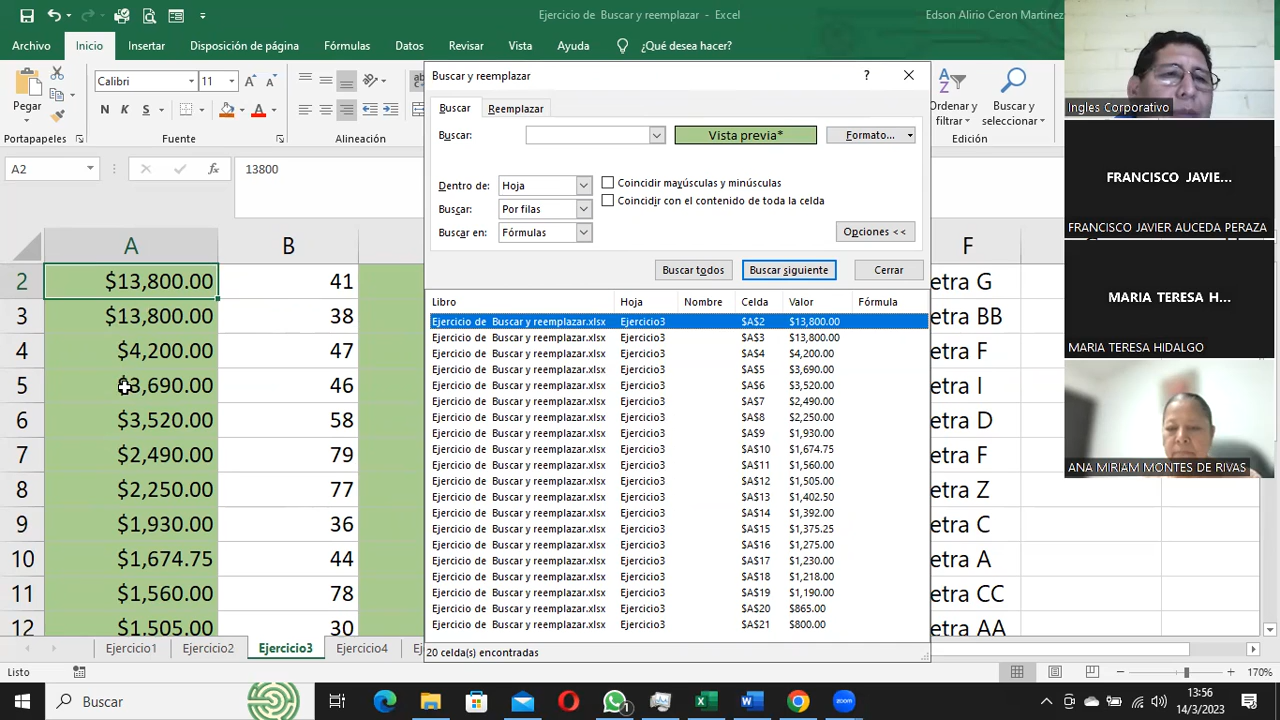 Ejercicio de Buscar y reemplazar - Excel
Edson Alirio Ceron Martinez
Archivo Inicio Insertar Disposición de página Fórmulas Datos Revisar Vista Ayuda ¿Qué desea hacer?
Pegar
Calibri 11
N K S
Portapapeles Fuente Alineación
Ordenar y filtrar
Buscar y seleccionar
Edición
A2 fx 13800
Buscar y reemplazar ? ×
Buscar Reemplazar
Buscar: Vista previa* Formato...
Dentro de: Hoja Coincidir mayúsculas y minúsculas
Buscar: Por filas Coincidir con el contenido de toda la celda
Buscar en: Fórmulas Opciones <<
Buscar todos Buscar siguiente Cerrar
Libro Hoja Nombre Celda Valor Fórmula
Ejercicio de Buscar y reemplazar.xlsx Ejercicio3 $A$2 $13,800.00
Ejercicio de Buscar y reemplazar.xlsx Ejercicio3 $A$3 $13,800.00
Ejercicio de Buscar y reemplazar.xlsx Ejercicio3 $A$4 $4,200.00
Ejercicio de Buscar y reemplazar.xlsx Ejercicio3 $A$5 $3,690.00
Ejercicio de Buscar y reemplazar.xlsx Ejercicio3 $A$6 $3,520.00
Ejercicio de Buscar y reemplazar.xlsx Ejercicio3 $A$7 $2,490.00
Ejercicio de Buscar y reemplazar.xlsx Ejercicio3 $A$8 $2,250.00
Ejercicio de Buscar y reemplazar.xlsx Ejercicio3 $A$9 $1,930.00
Ejercicio de Buscar y reemplazar.xlsx Ejercicio3 $A$10 $1,674.75
Ejercicio de Buscar y reemplazar.xlsx Ejercicio3 $A$11 $1,560.00
Ejercicio de Buscar y reemplazar.xlsx Ejercicio3 $A$12 $1,505.00
Ejercicio de Buscar y reemplazar.xlsx Ejercicio3 $A$13 $1,402.50
Ejercicio de Buscar y reemplazar.xlsx Ejercicio3 $A$14 $1,392.00
Ejercicio de Buscar y reemplazar.xlsx Ejercicio3 $A$15 $1,375.25
Ejercicio de Buscar y reemplazar.xlsx Ejercicio3 $A$16 $1,275.00
Ejercicio de Buscar y reemplazar.xlsx Ejercicio3 $A$17 $1,230.00
Ejercicio de Buscar y reemplazar.xlsx Ejercicio3 $A$18 $1,218.00
Ejercicio de Buscar y reemplazar.xlsx Ejercicio3 $A$19 $1,190.00
Ejercicio de Buscar y reemplazar.xlsx Ejercicio3 $A$20 $865.00
Ejercicio de Buscar y reemplazar.xlsx Ejercicio3 $A$21 $800.00
20 celda(s) encontradas
A B F
2 $13,800.00 41 etra G
3 $13,800.00 38 etra BB
4 $4,200.00 47 etra F
5 $3,690.00 46 etra I
6 $3,520.00 58 etra D
7 $2,490.00 79 etra F
8 $2,250.00 77 etra Z
9 $1,930.00 36 etra C
10 $1,674.75 44 etra A
11 $1,560.00 78 etra CC
12 $1,505.00 30 etra AA
Ejercicio1 Ejercicio2 Ejercicio3 Ejercicio4 Ej
Listo 170%
Ingles Corporativo
FRANCISCO JAVIE...
FRANCISCO JAVIER AUCEDA PERAZA
MARIA TERESA H...
MARIA TERESA HIDALGO
ANA MIRIAM MONTES DE RIVAS
Buscar
1
13:56
14/3/2023